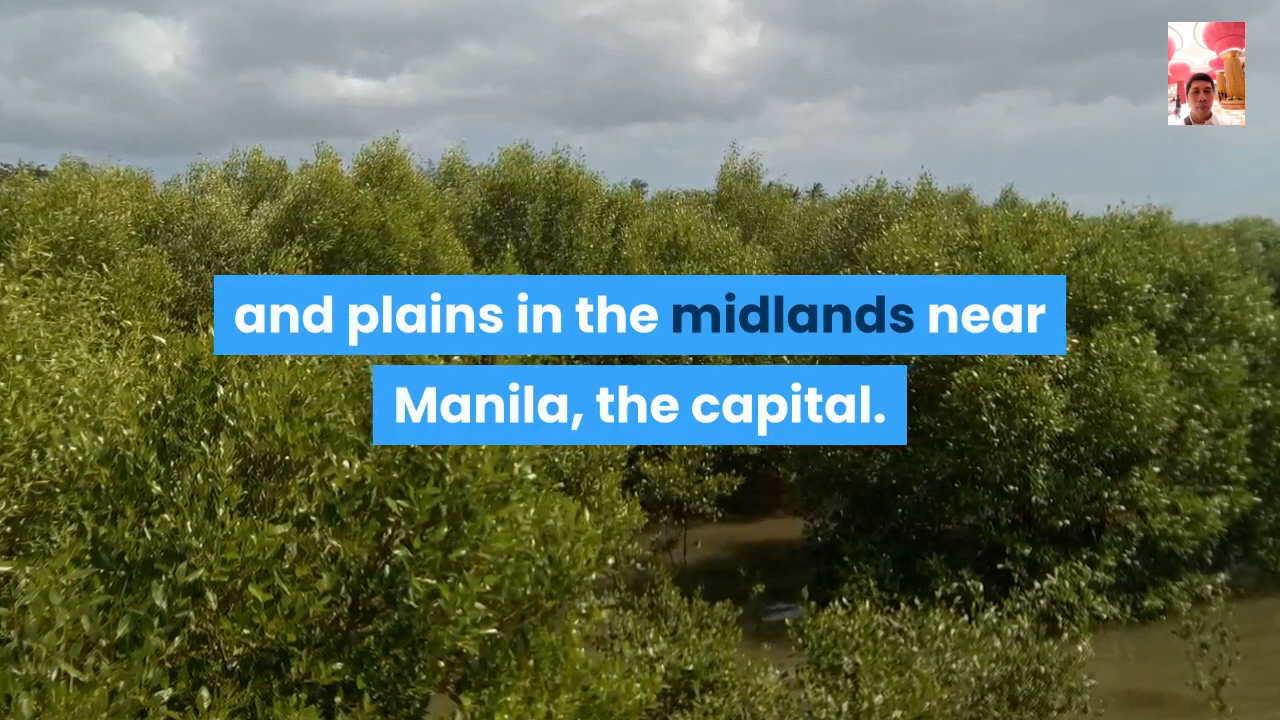 and plains in the midlands near
Manila, the capital.